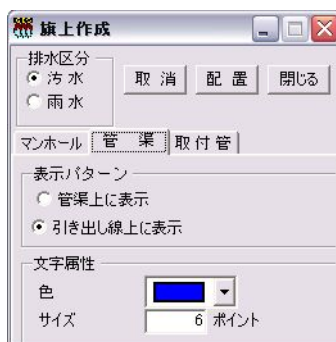 旗上作成
排水区分
汚水
雨水
取 消
配 置
閉じる
マンホール
管 渠
取付管
表示パターン
管渠上に表示
引き出し線上に表示
文字属性
色
サイズ 6 ポイント